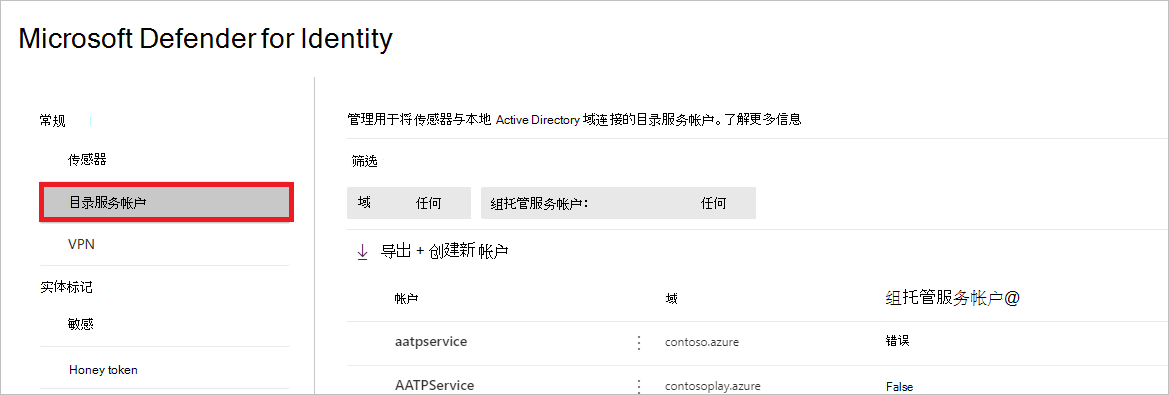 Microsoft Defender for Identity
常规
传感器
目录服务帐户
VPN
实体标记
敏感
Honey token
管理用于将传感器与本地 Active Directory 域连接的目录服务帐户。了解更多信息
筛选
域 任何 组托管服务帐户： 任何
导出 + 创建新帐户
帐户 域 组托管服务帐户@
aatpservice contoso.azure 错误
AATPService contosoplay.azure False